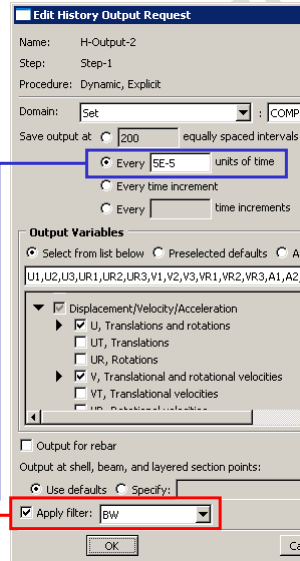 Edit History Output Request
Name: H-Output-2
Step: Step-1
Procedure: Dynamic, Explicit
Domain: Set : COMP
Save output at 200 equally spaced intervals
Every 5E-5 units of time
Every time increment
Every time increments
Output Variables
Select from list below Preselected defaults A
U1,U2,U3,UR1,UR2,UR3,V1,V2,V3,VR1,VR2,VR3,A1,A2,
Displacement/Velocity/Acceleration
U, Translations and rotations
UT, Translations
UR, Rotations
V, Translational and rotational velocities
VT, Translational velocities
VR, Rotational velocities
Output for rebar
Output at shell, beam, and layered section points:
Use defaults Specify:
Apply filter: BW
OK Ca